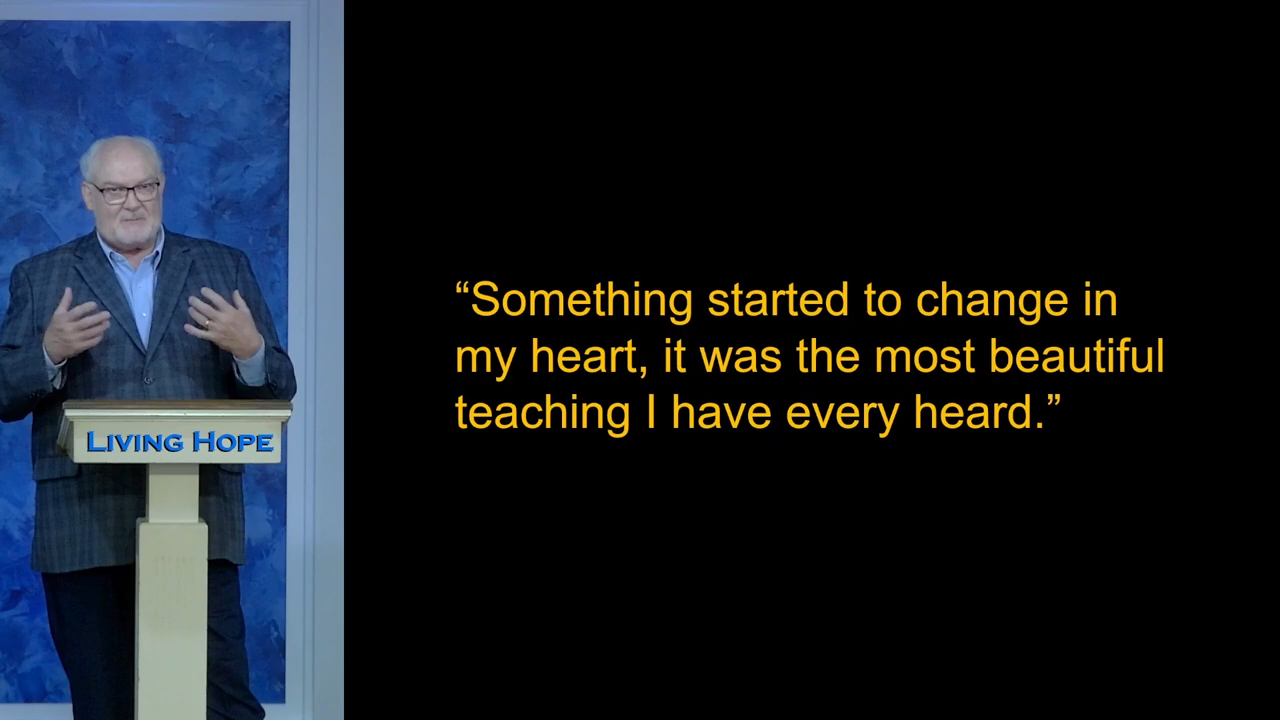 LIVING HOPE
“Something started to change in
my heart, it was the most beautiful
teaching I have every heard.”